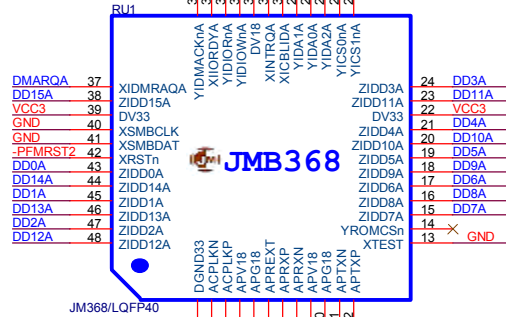 RU1
YIDMACKnA
XIIORDYA
YIDIORnA
YIDIOWnA
DV18
XINTRQA
XICBLIDA
YIDA1A
YIDA0A
YIDA2A
YICS0nA
YICS1nA
DMARQA 37 XIDMRAQA
DD15A 38 ZIDD15A
VCC3 39 DV33
GND 40 XSMBCLK
GND 41 XSMBDAT
-PFMRST2 42 XRSTn
DD0A 43 ZIDD0A
DD14A 44 ZIDD14A
DD1A 45 ZIDD1A
DD13A 46 ZIDD13A
DD2A 47 ZIDD2A
DD12A 48 ZIDD12A
JMB368
ZIDD3A 24 DD3A
ZIDD11A 23 DD11A
DV33 22 VCC3
ZIDD4A 21 DD4A
ZIDD10A 20 DD10A
ZIDD5A 19 DD5A
ZIDD9A 18 DD9A
ZIDD6A 17 DD6A
ZIDD8A 16 DD8A
ZIDD7A 15 DD7A
YROMCSn 14
XTEST 13 GND
DGND33
ACPLKN
ACPLKP
APV18
APG18
APREXT
APRXP
APRXN
APV18
APG18
APTXN
APTXP
JM368/LQFP40